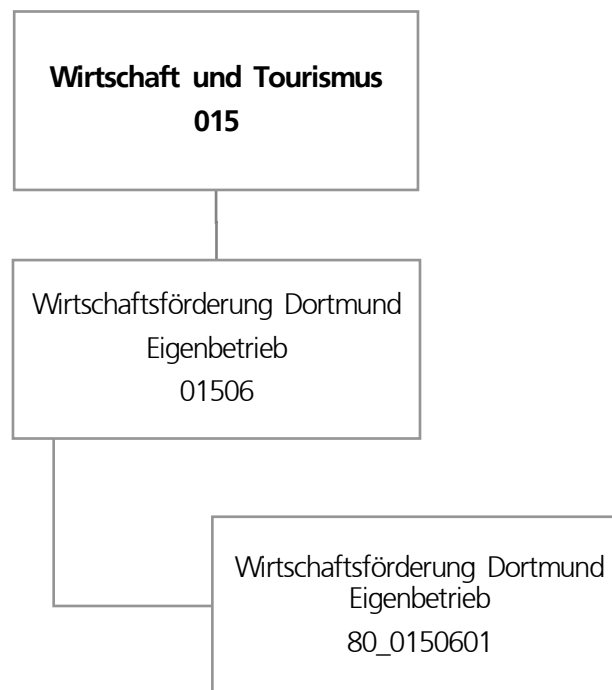 Wirtschaft und Tourismus
015
Wirtschaftsförderung Dortmund
Eigenbetrieb
01506
Wirtschaftsförderung Dortmund
Eigenbetrieb
80_0150601